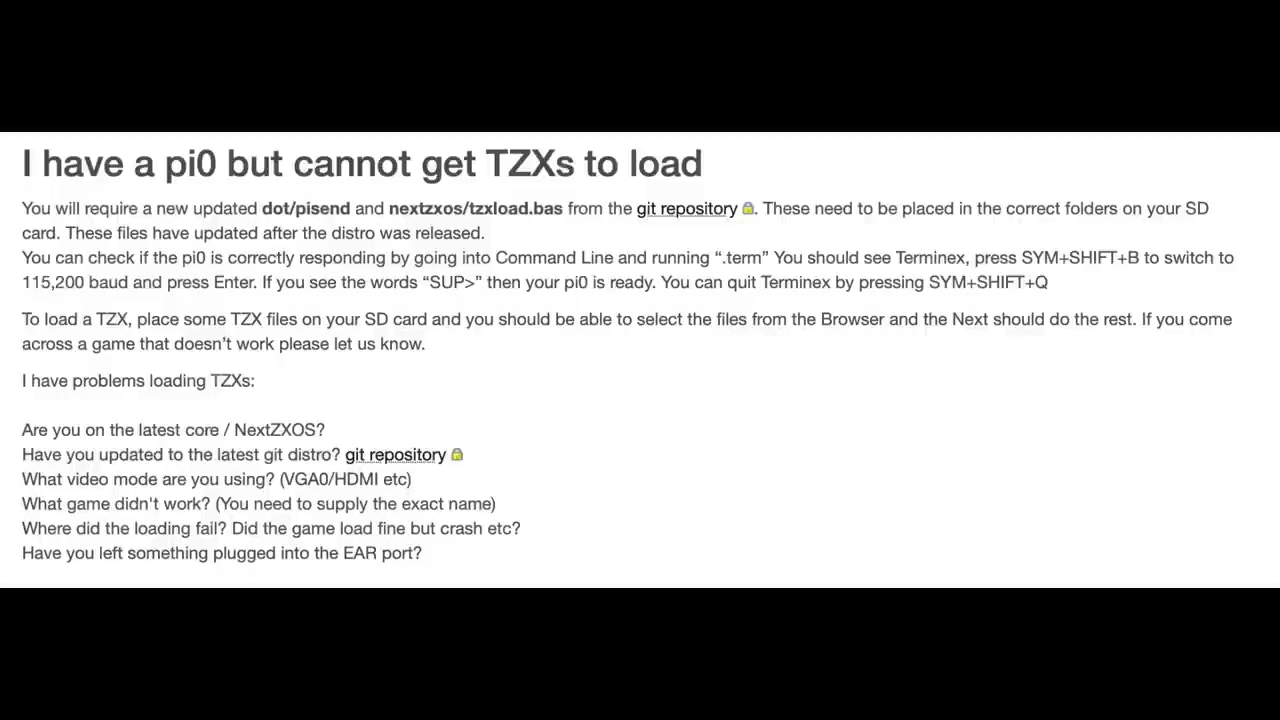 I have a pi0 but cannot get TZXs to load
You will require a new updated dot/pisend and nextzxos/tzxload.bas from the git repository. These need to be placed in the correct folders on your SD
card. These files have updated after the distro was released.
You can check if the pi0 is correctly responding by going into Command Line and running “.term” You should see Terminex, press SYM+SHIFT+B to switch to
115,200 baud and press Enter. If you see the words “SUP>” then your pi0 is ready. You can quit Terminex by pressing SYM+SHIFT+Q
To load a TZX, place some TZX files on your SD card and you should be able to select the files from the Browser and the Next should do the rest. If you come
across a game that doesn’t work please let us know.
I have problems loading TZXs:
Are you on the latest core / NextZXOS?
Have you updated to the latest git distro? git repository
What video mode are you using? (VGA0/HDMI etc)
What game didn't work? (You need to supply the exact name)
Where did the loading fail? Did the game load fine but crash etc?
Have you left something plugged into the EAR port?